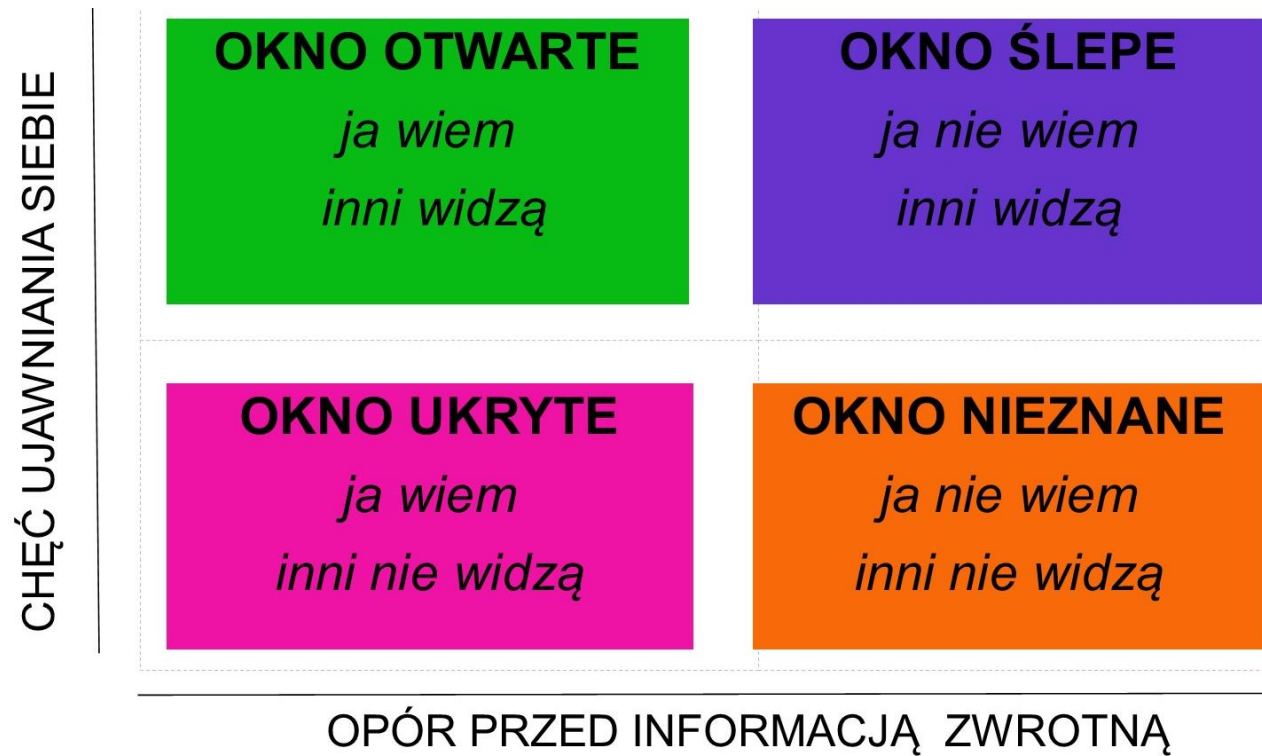 CHĘĆ UJAWNIANIA SIEBIE
OKNO OTWARTE
ja wiem
inni widzą
OKNO ŚLEPE
ja nie wiem
inni widzą
OKNO UKRYTE
ja wiem
inni nie widzą
OKNO NIEZNANE
ja nie wiem
inni nie widzą
OPÓR PRZED INFORMACJĄ ZWROTNĄ